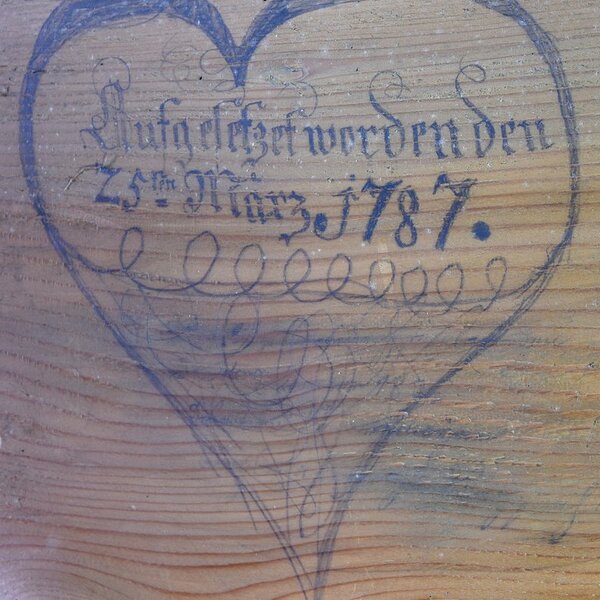 Aufgesetzet worden den
25ten März. 1787.